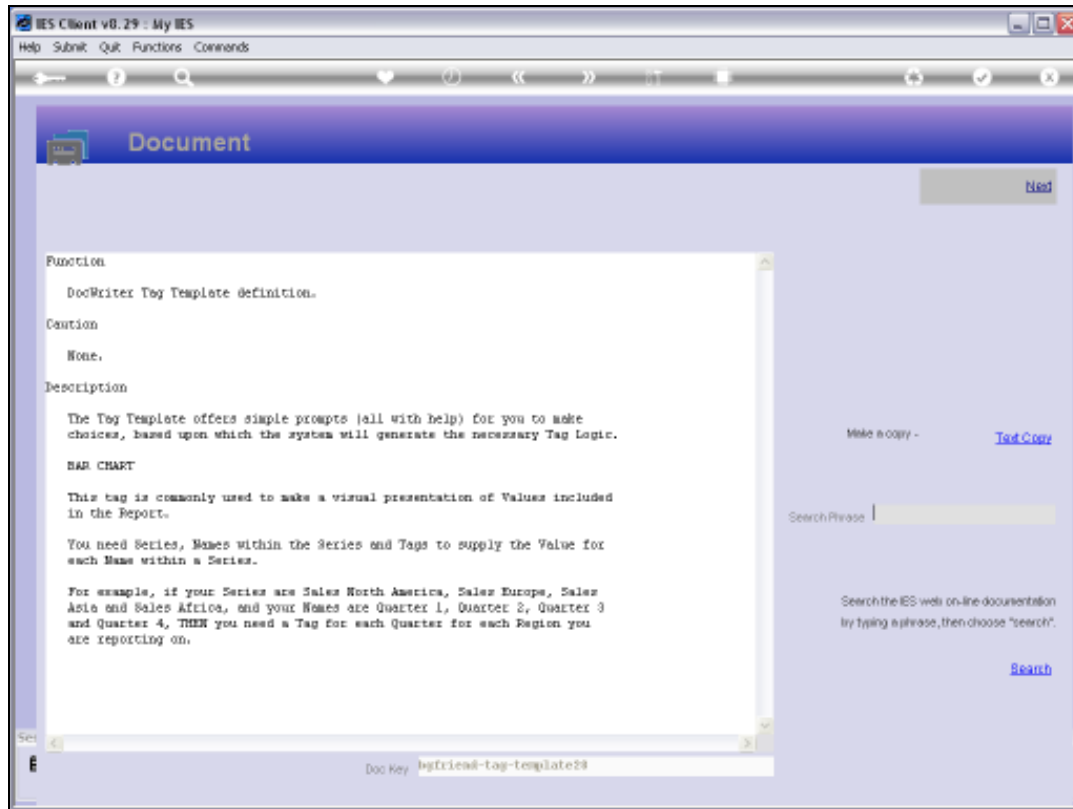 IES Client v8.29 : My IES
Help Submit Quit Functions Commands
Document
Next
Function
DocWriter Tag Template definition.
Caution
None.
Description
The Tag Template offers simple prompts (all with help) for you to make
choices, based upon which the system will generate the necessary Tag Logic.
BAR CHART
This tag is commonly used to make a visual presentation of Values included
in the Report.
You need Series, Names within the Series and Tags to supply the Value for
each Name within a Series.
For example, if your Series are Sales North America, Sales Europe, Sales
Asia and Sales Africa, and your Names are Quarter 1, Quarter 2, Quarter 3
and Quarter 4, THEN you need a Tag for each Quarter for each Region you
are reporting on.
Make a copy -
Text Copy
Search Phrase
Search the IES web on-line documentation
by typing a phrase, then choose "search".
Search
Doc Key